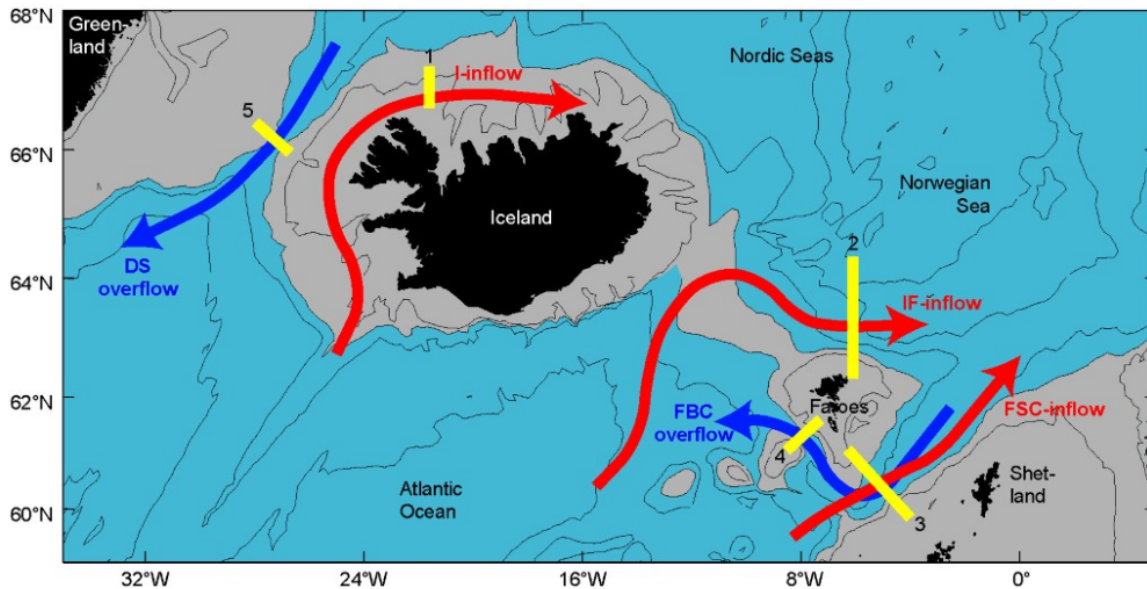 68°N
66°N
64°N
62°N
60°N
Green-
land
Nordic Seas
1
I-inflow
5
Norwegian
Sea
Iceland
2
DS
overflow
IF-inflow
FBC
overflow
Faroes
FSC-inflow
4
Atlantic
Ocean
Shet-
land
3
32°W
24°W
16°W
8°W
0°